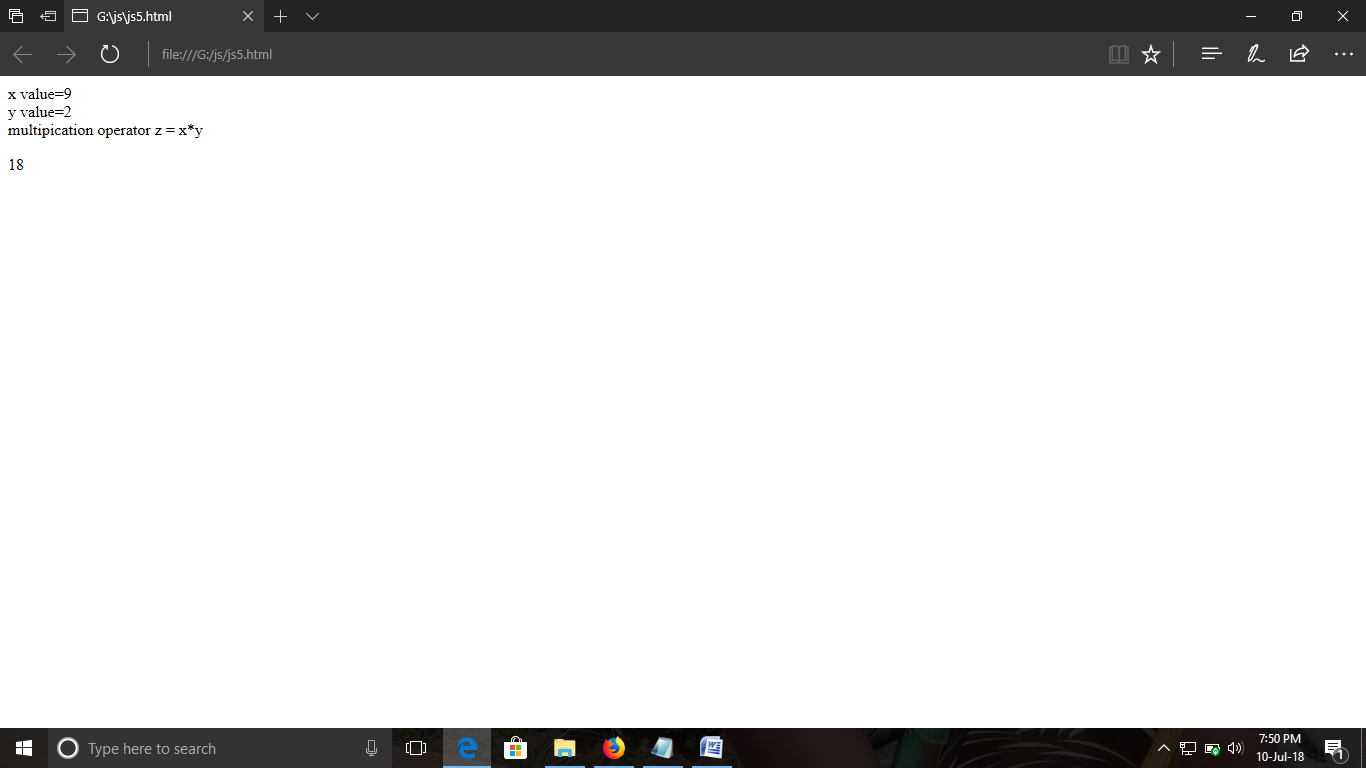 G:\js\js5.html
file:///G:/js/js5.html
x value=9
y value=2
multipication operator z = x*y
18
Type here to search
7:50 PM
10-Jul-18
1